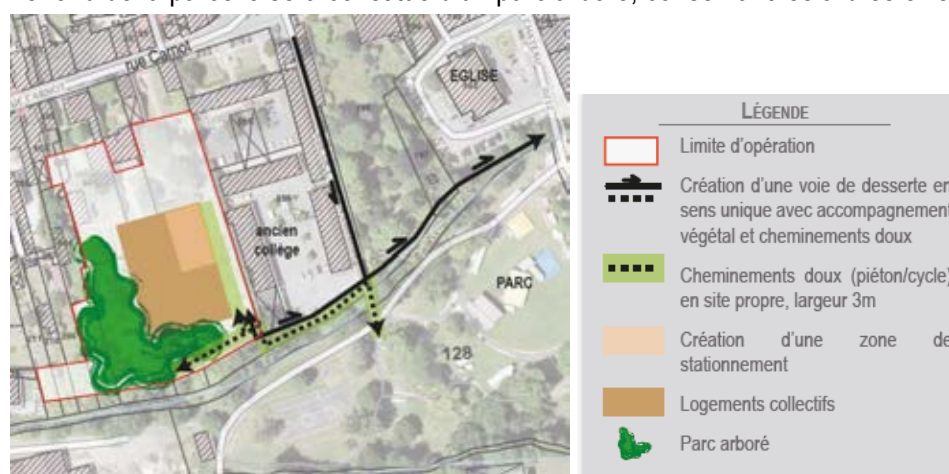 rue Carnot
EGLISE
ancien
collège
PARC
128
LÉGENDE
Limite d'opération
Création d'une voie de desserte en
sens unique avec accompagnement
végétal et cheminements doux
Cheminements doux (piéton/cycle)
en site propre, largeur 3m
Création d'une zone de
stationnement
Logements collectifs
Parc arboré